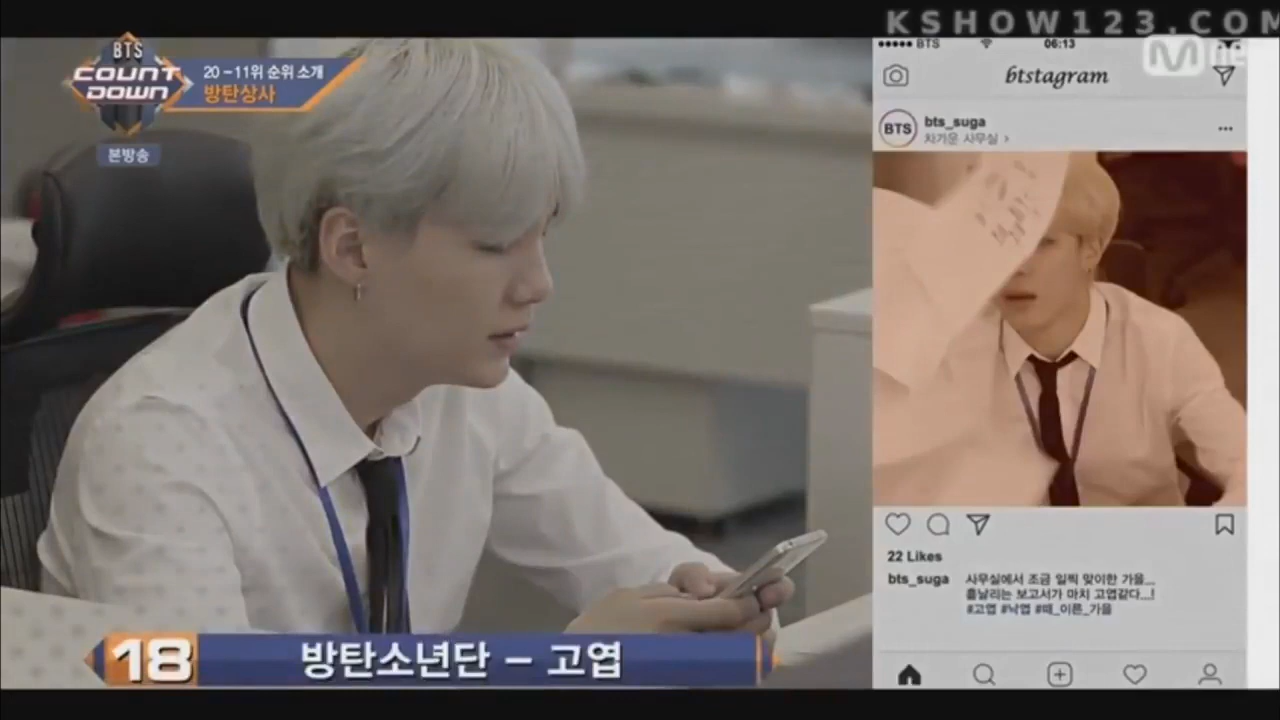 KSHOW123.COM
BTS
COUNT
DOWN
20-11위 순위 소개
방탄상사
본방송
BTS
06:13
btstagram
BTS
bts_suga
차가운 사무실 >
22 Likes
bts_suga 사무실에서 조금 일찍 맞이한 가을...
흩날리는 보고서가 마치 고엽같다...!
#고엽 #낙엽 #때_이른_가을
18
방탄소년단 – 고엽